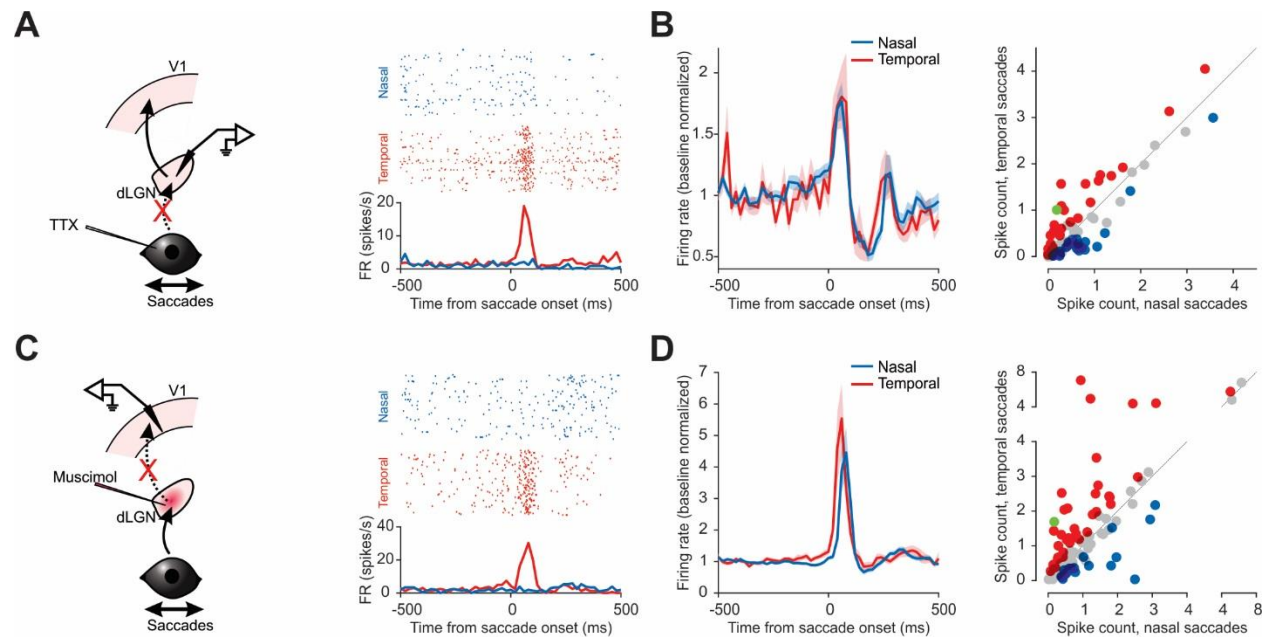 A
V1
dLGN
TTX
Saccades
Nasal
Temporal
FR (spikes/s)
20
10
0
-500
0
500
Time from saccade onset (ms)
B
Nasal
Temporal
Firing rate (baseline normalized)
2
1.5
1
0.5
-500
0
500
Time from saccade onset (ms)
Spike count, temporal saccades
4
3
2
1
0
0
1
2
3
4
Spike count, nasal saccades
C
V1
Muscimol
dLGN
Saccades
Nasal
Temporal
FR (spikes/s)
40
20
0
-500
0
500
Time from saccade onset (ms)
D
Nasal
Temporal
Firing rate (baseline normalized)
7
6
5
4
3
2
1
0
-500
0
500
Time from saccade onset (ms)
Spike count, temporal saccades
8
4
4
3
2
1
0
0
1
2
3
4
4
8
Spike count, nasal saccades